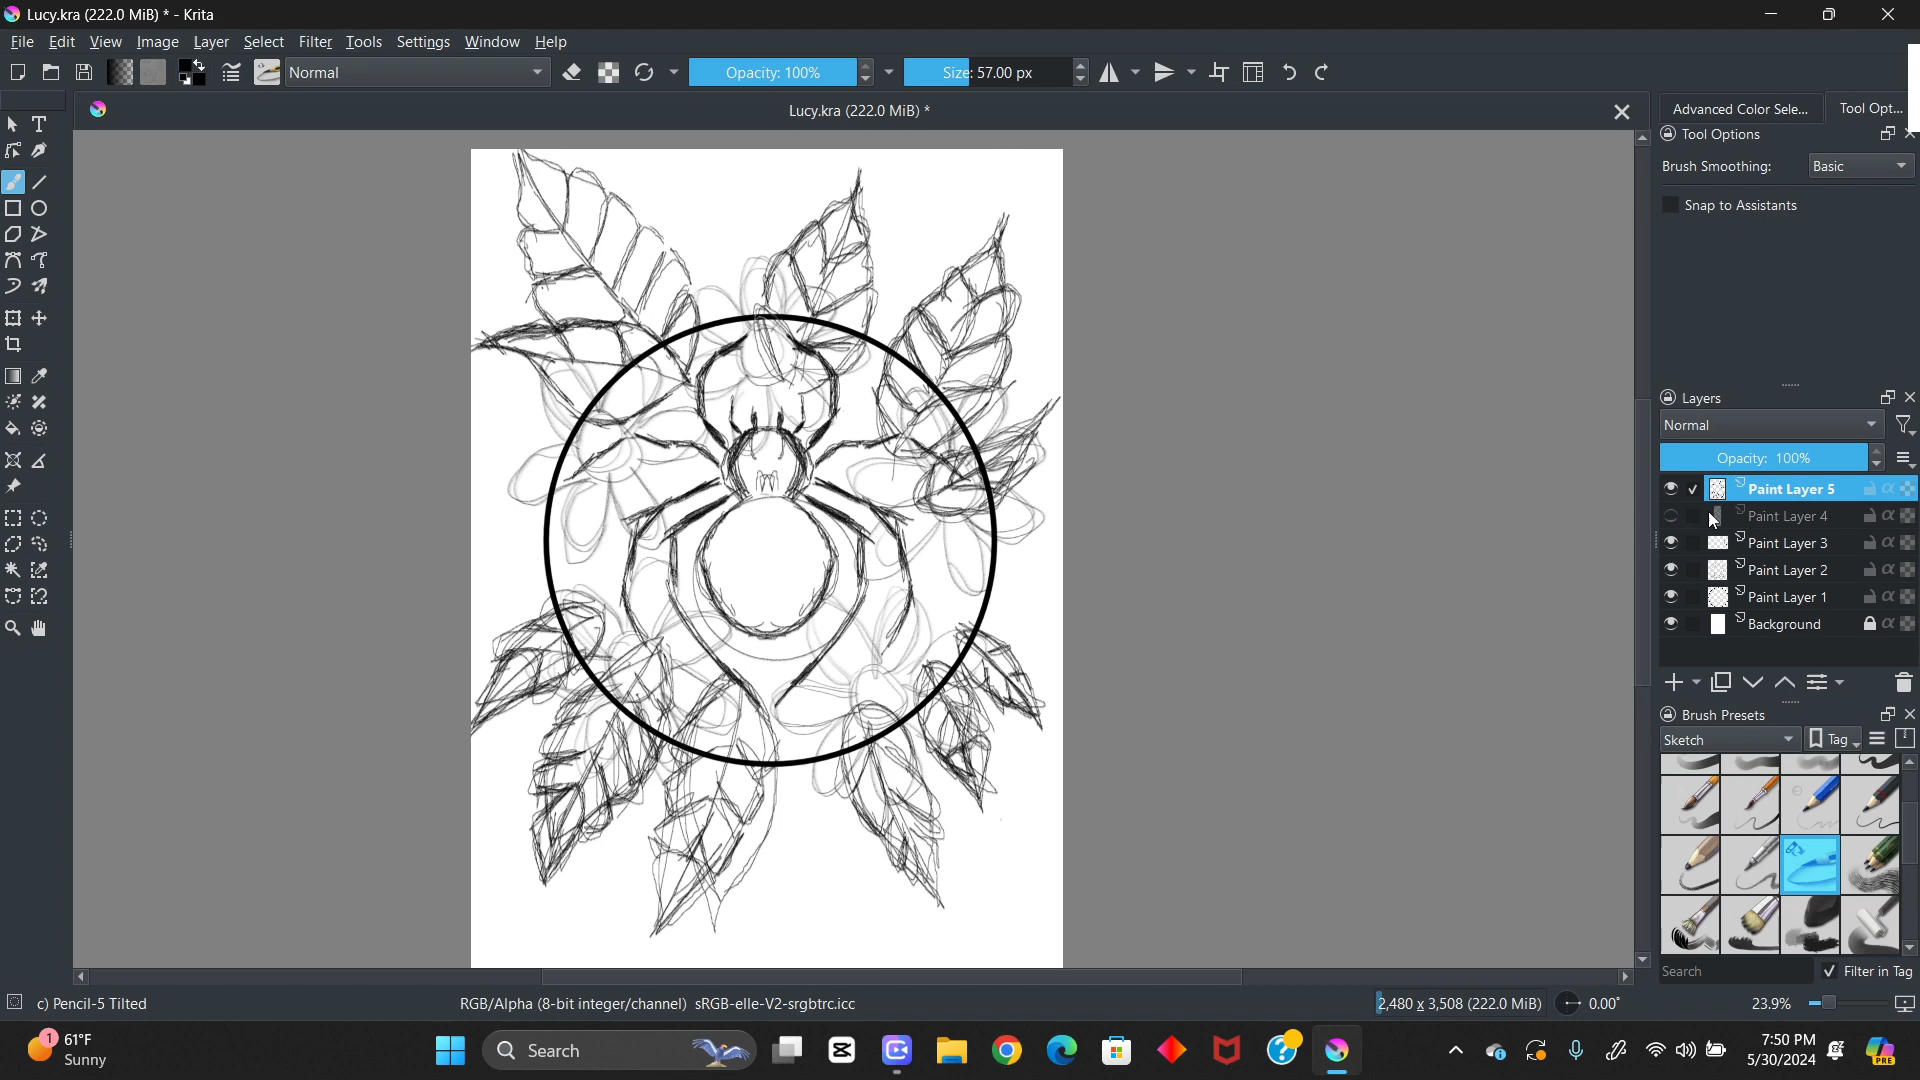 Lucy.kra (222.0 MiB) * - Krita
File Edit View Image Layer Select Filter Tools Settings Window Help
Normal Opacity: 100% Size: 57.00 px
Lucy.kra (222.0 MiB) *
Advanced Color Sele... Tool Opt...
Tool Options
Brush Smoothing: Basic
Snap to Assistants
Layers
Normal
Opacity: 100%
Paint Layer 5
Paint Layer 4
Paint Layer 3
Paint Layer 2
Paint Layer 1
Background
Brush Presets
Sketch Tag
Search Filter in Tag
c) Pencil-5 Tilted RGB/Alpha (8-bit integer/channel) sRGB-elle-V2-srgbtrc.icc 2,480 x 3,508 (222.0 MiB) 0.00° 23.9%
1 61°F
Sunny
Search
7:50 PM
5/30/2024
PRE